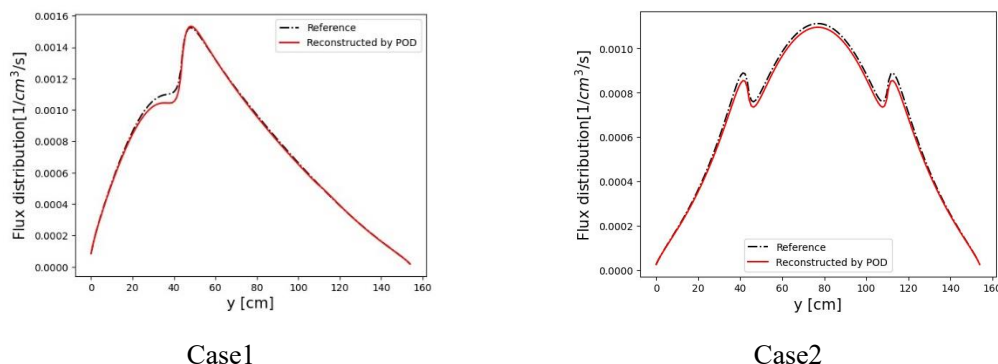 Flux distribution[1/cm³/s]
0.0016
0.0014
0.0012
0.0010
0.0008
0.0006
0.0004
0.0002
0.0000
Reference
Reconstructed by POD
0 20 40 60 80 100 120 140 160
y [cm]
Case1
Flux distribution[1/cm³/s]
0.0010
0.0008
0.0006
0.0004
0.0002
0.0000
Reference
Reconstructed by POD
0 20 40 60 80 100 120 140 160
y [cm]
Case2